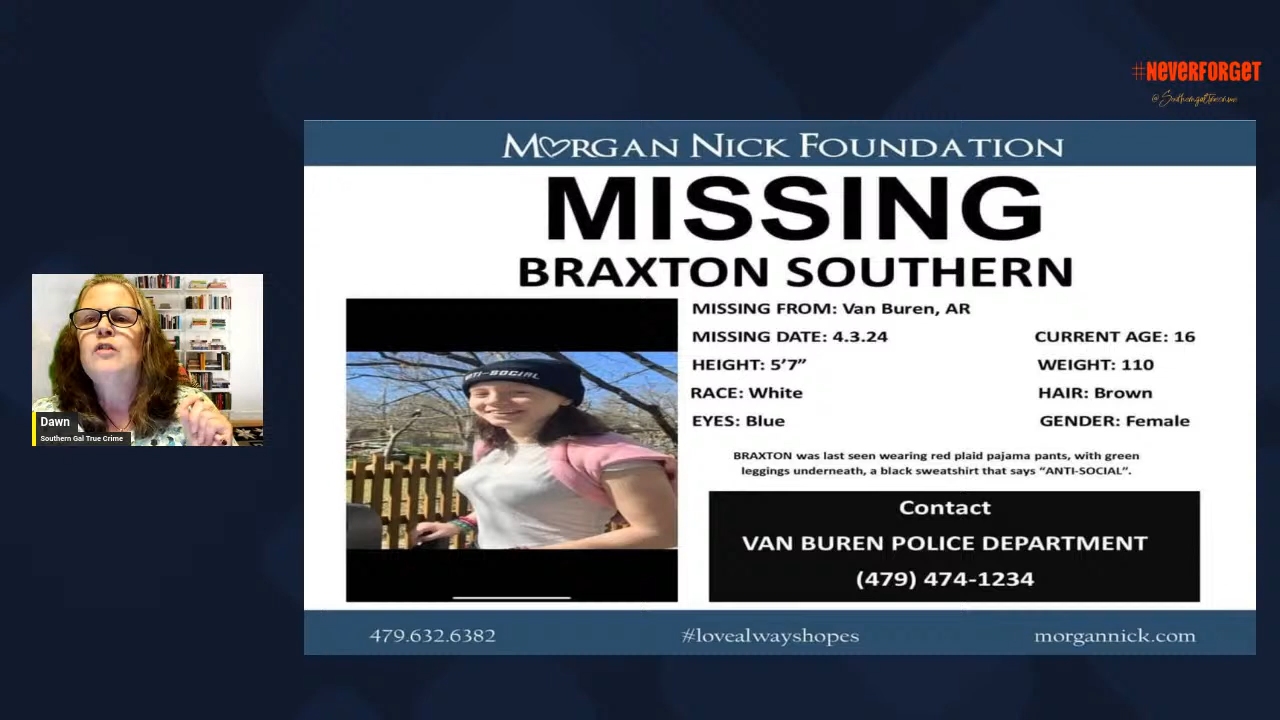 #NEVERFORGET
@Southerngaltruecrime
MORGAN NICK FOUNDATION
MISSING
BRAXTON SOUTHERN
MISSING FROM: Van Buren, AR
MISSING DATE: 4.3.24
CURRENT AGE: 16
HEIGHT: 5’7”
WEIGHT: 110
RACE: White
HAIR: Brown
EYES: Blue
GENDER: Female
ANTI-SOCIAL
BRAXTON was last seen wearing red plaid pajama pants, with green
leggings underneath, a black sweatshirt that says “ANTI-SOCIAL”.
Contact
VAN BUREN POLICE DEPARTMENT
(479) 474-1234
Dawn
Southern Gal True Crime
479.632.6382
#lovealwayshopes
morgannick.com